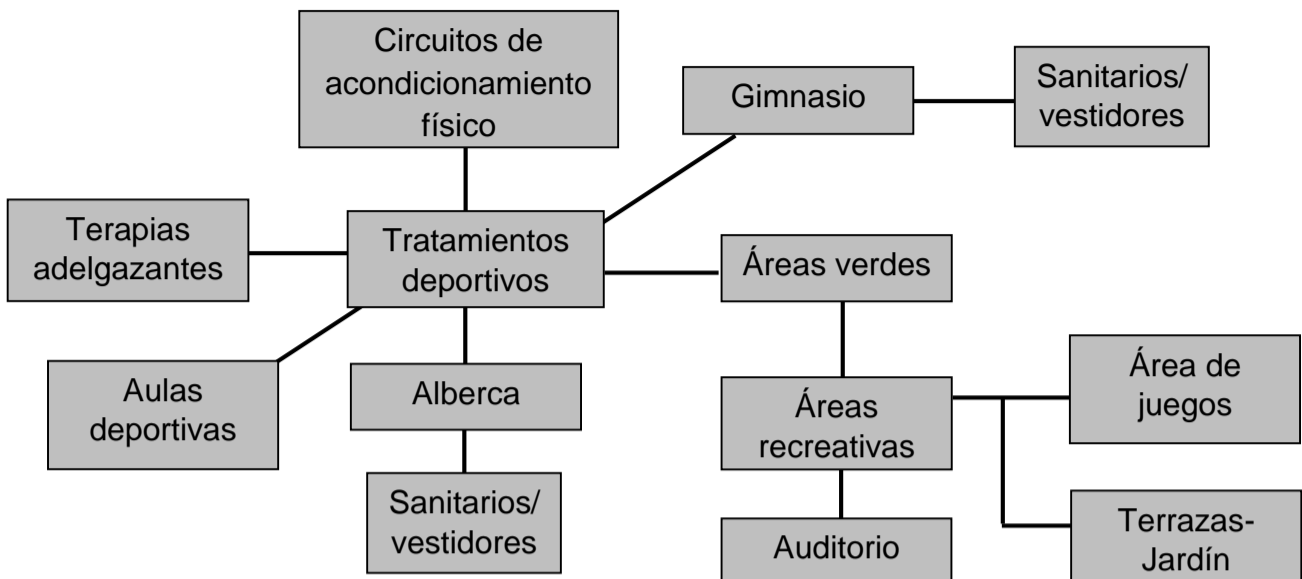 Circuitos de
acondicionamiento
físico
Gimnasio
Sanitarios/
vestidores
Terapias
adelgazantes
Tratamientos
deportivos
Áreas verdes
Aulas
deportivas
Alberca
Áreas
recreativas
Área de
juegos
Sanitarios/
vestidores
Auditorio
Terrazas-
Jardín